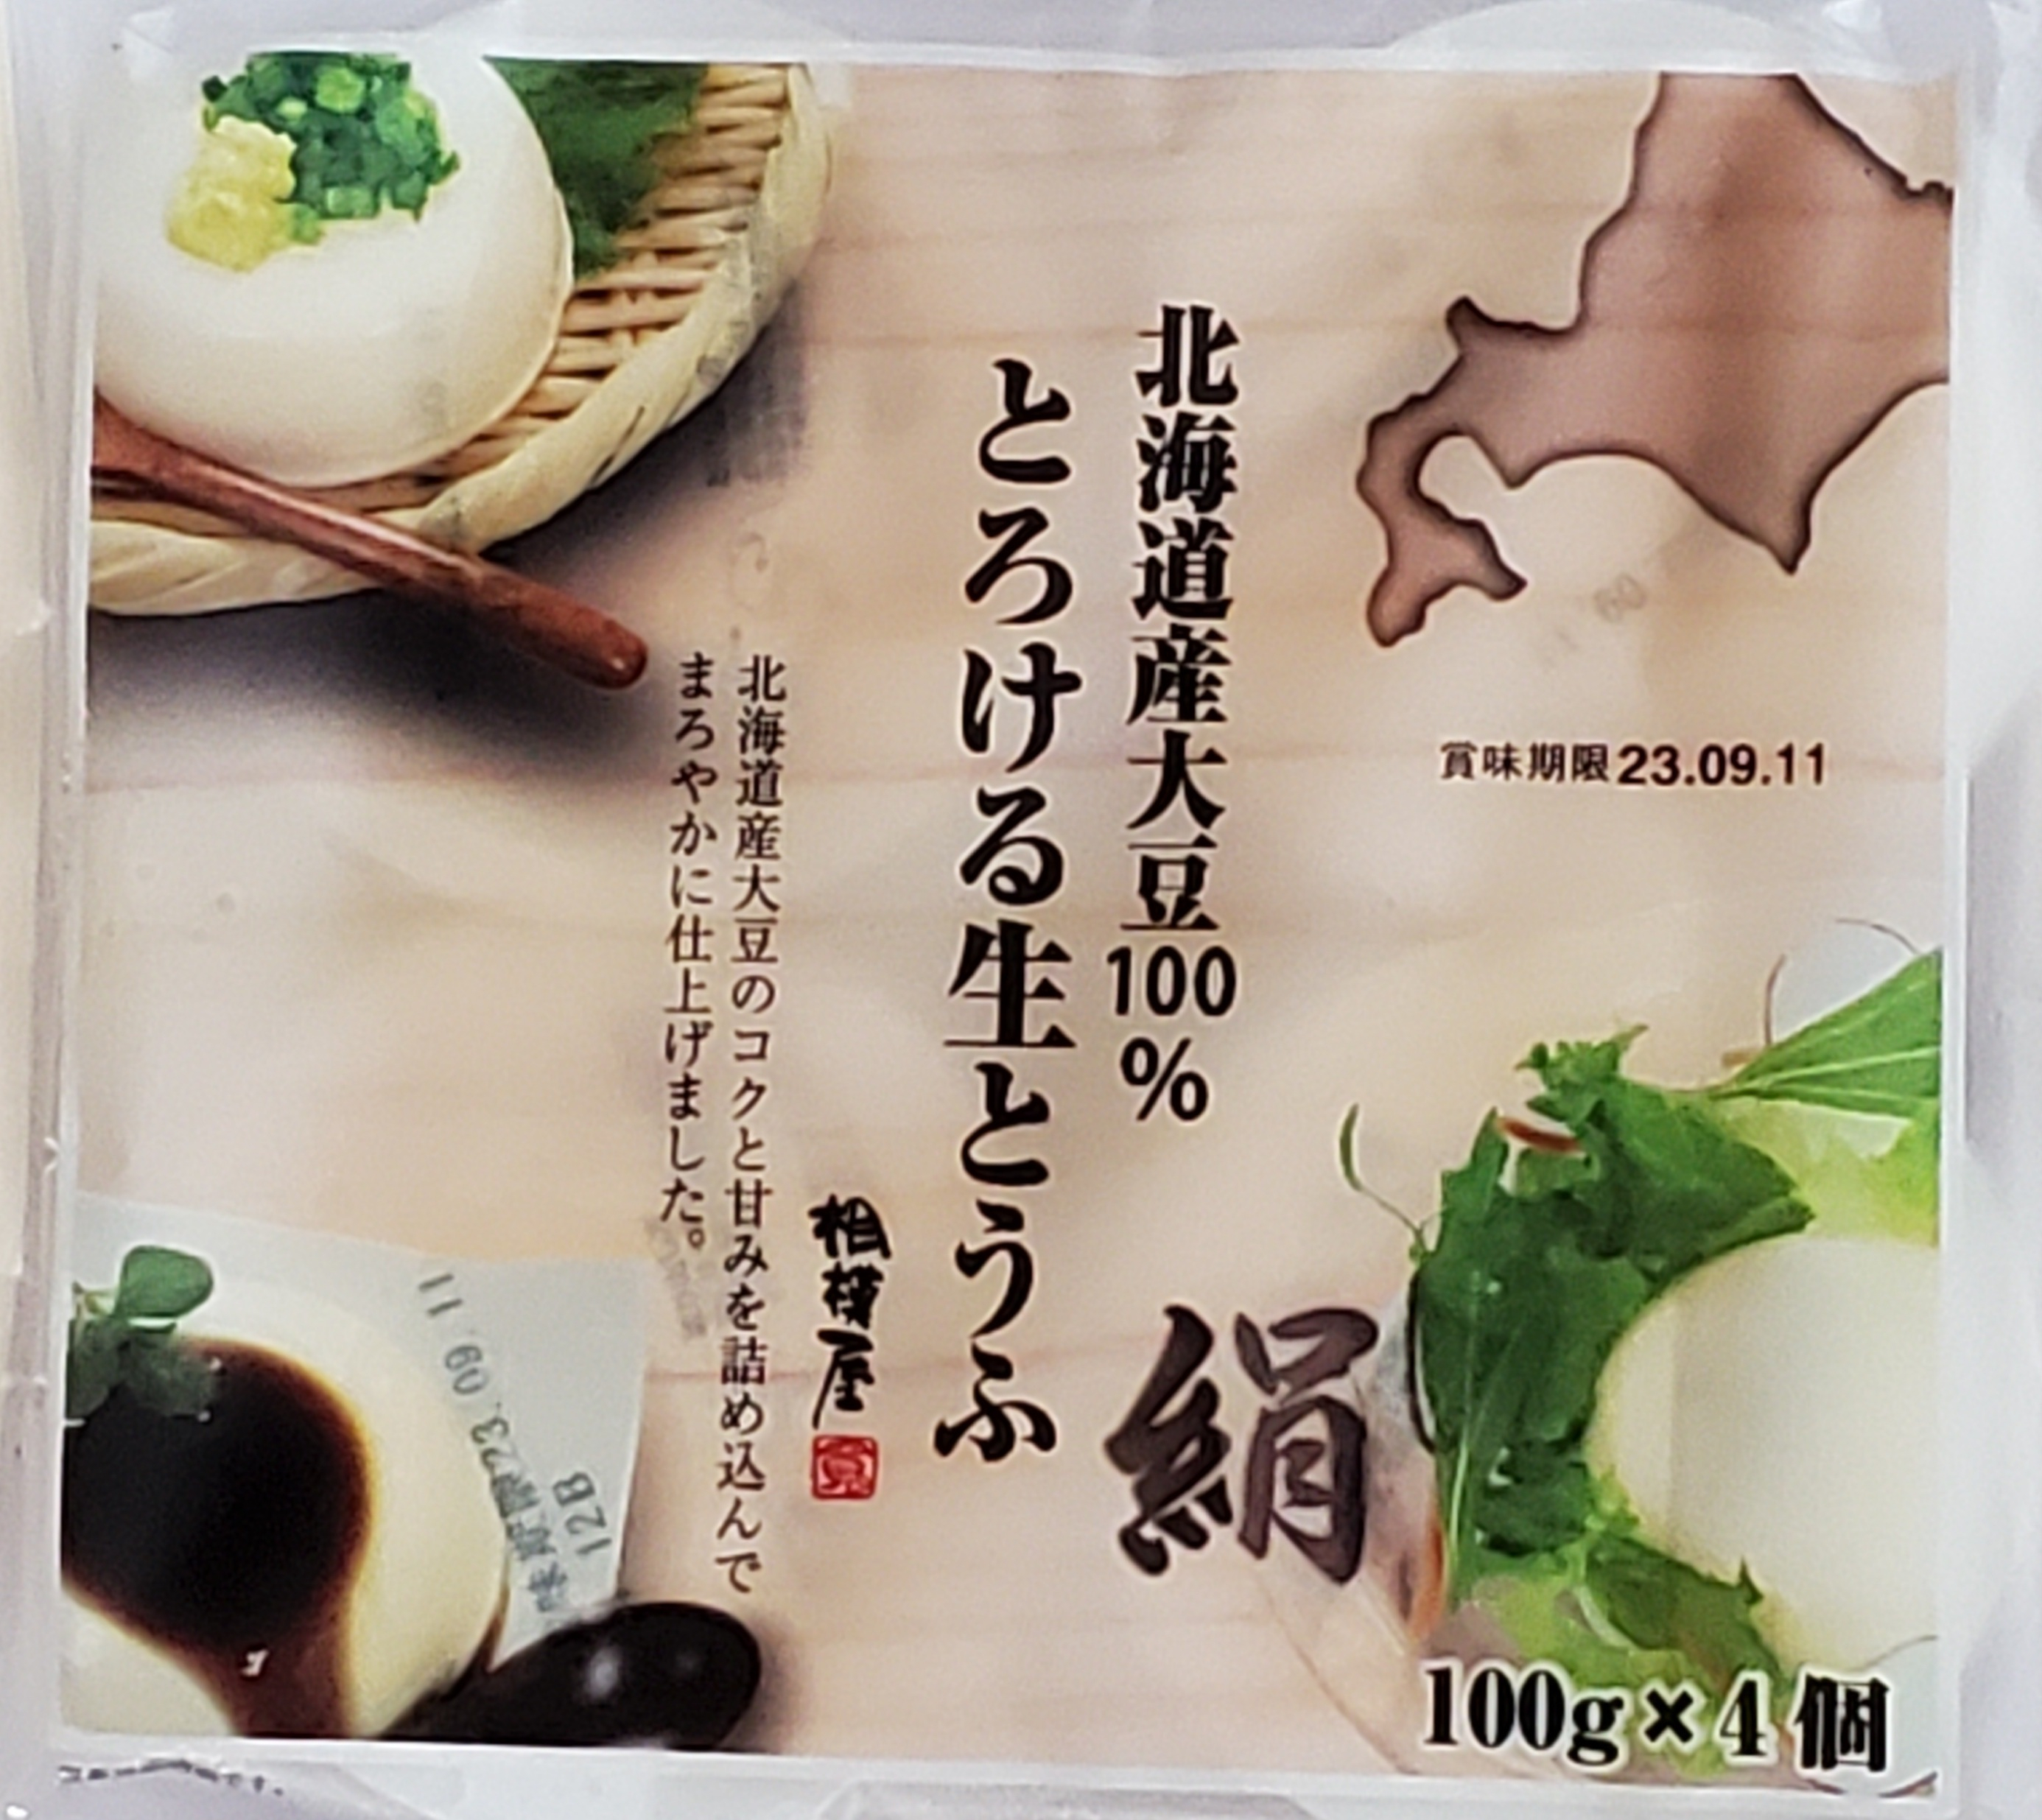 北海道産大豆100%
とろける生とうふ
絹
相模屋
北海道産大豆のコクと甘みを詰め込んで
まろやかに仕上げました。
賞味期限23.09.11
23.09.11
12B
100g×4個